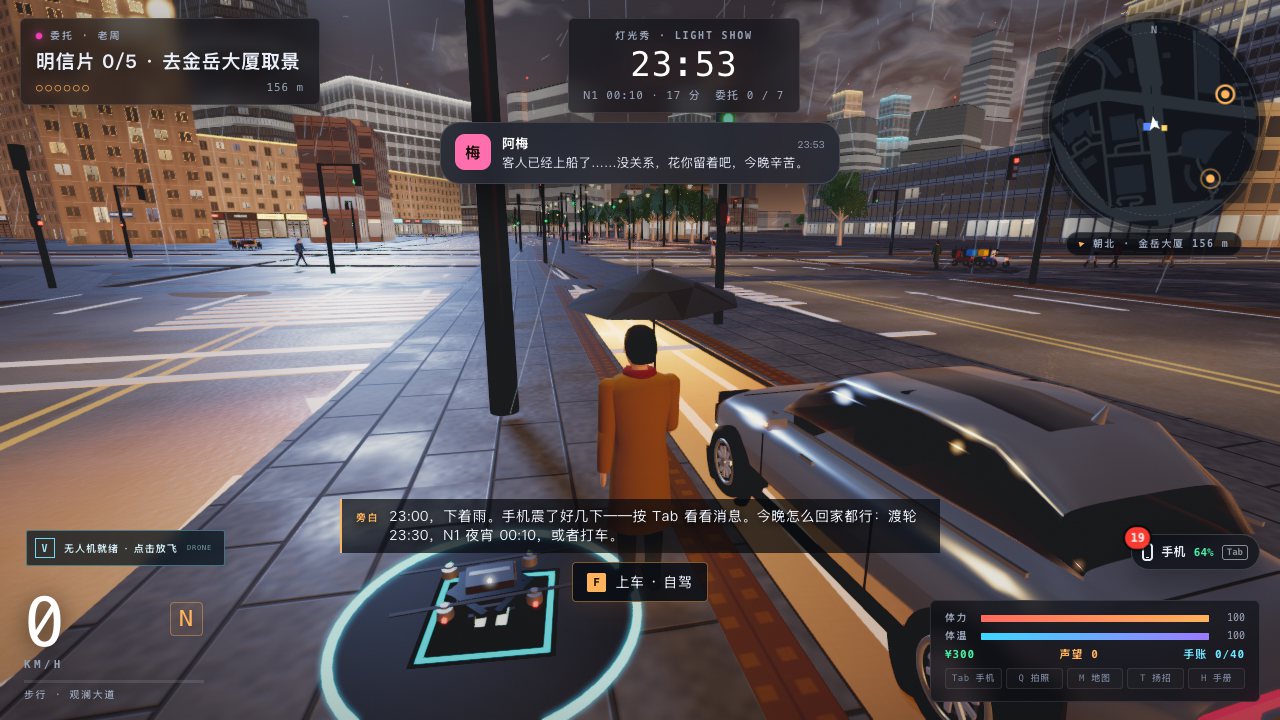 委托 · 老周
明信片 0/5 · 去金岳大厦取景
156 m
灯光秀 · LIGHT SHOW
23:53
N1 00:10 · 17 分 委托 0 / 7
梅
阿梅
23:53
客人已经上船了……没关系，花你留着吧，今晚辛苦。
N
朝北 · 金岳大厦 156 m
旁白
23:00，下着雨。手机震了好几下——按 Tab 看看消息。今晚怎么回家都行：渡轮
23:30，N1 夜宵 00:10，或者打车。
V 无人机就绪 · 点击放飞 DRONE
F 上车 · 自驾
19
手机 64% Tab
0
N
KM/H
步行 · 观澜大道
体力 100
体温 100
¥300 声望 0 手账 0/40
Tab 手机 Q 拍照 M 地图 T 扬招 H 手册